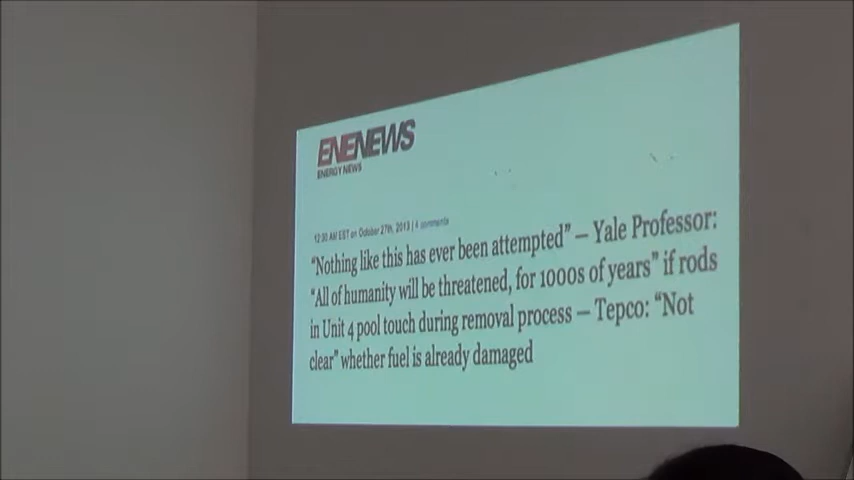 ENENEWS
ENERGY NEWS
12:30 AM EST on October 27th, 2013 | 4 comments
“Nothing like this has ever been attempted” — Yale Professor:
“All of humanity will be threatened, for 1000s of years” if rods
in Unit 4 pool touch during removal process — Tepco: “Not
clear” whether fuel is already damaged